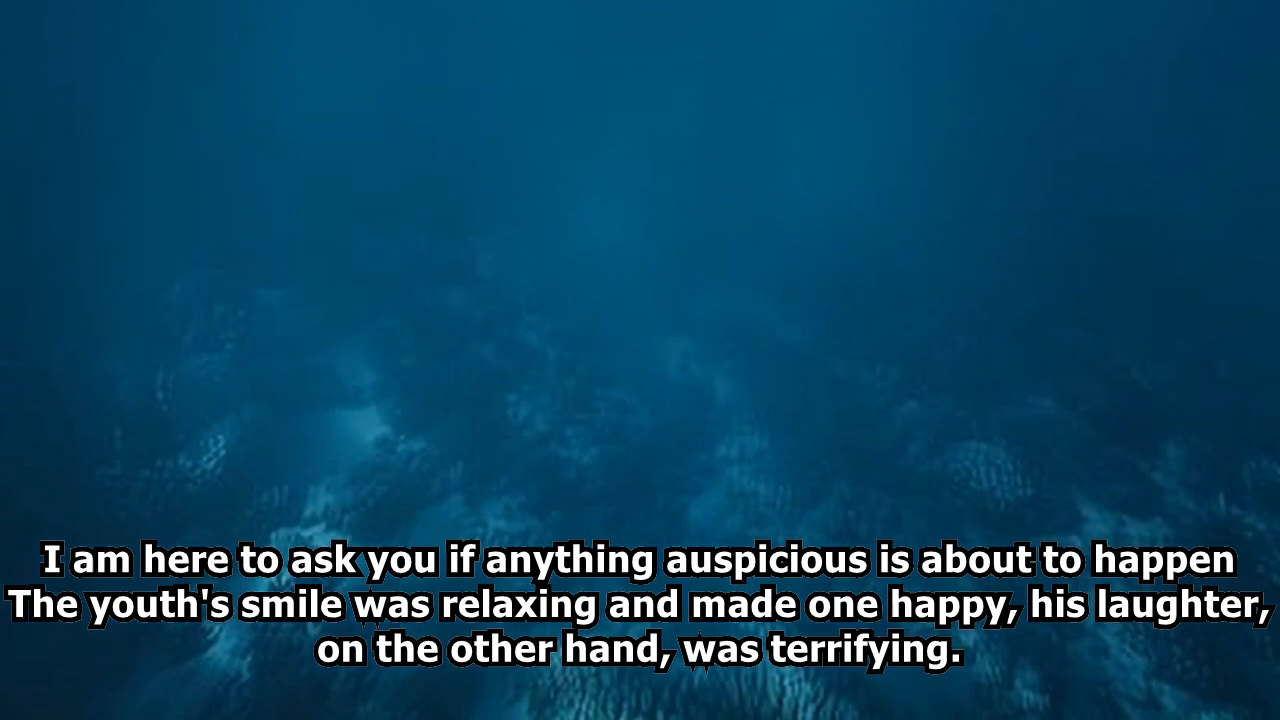 I am here to ask you if anything auspicious is about to happen
The youth's smile was relaxing and made one happy, his laughter,
on the other hand, was terrifying.